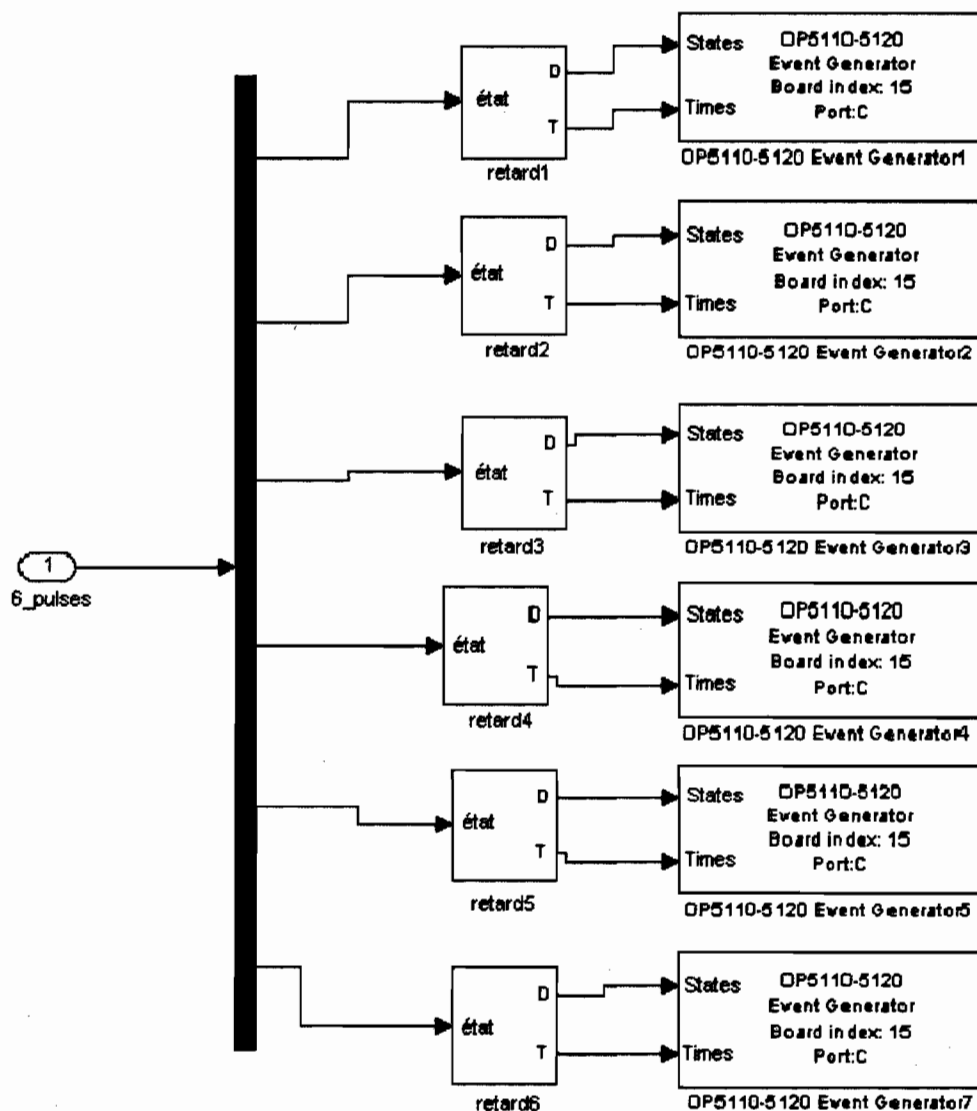 1
6_pulses
état
D
T
retard1
States
Times
OP5110-5120
Event Generator
Board index: 15
Port:C
OP5110-5120 Event Generator1
état
D
T
retard2
States
Times
OP5110-5120
Event Generator
Board index: 15
Port:C
OP5110-5120 Event Generator2
état
D
T
retard3
States
Times
OP5110-5120
Event Generator
Board index: 15
Port:C
OP5110-5120 Event Generator3
état
D
T
retard4
States
Times
OP5110-5120
Event Generator
Board index: 15
Port:C
OP5110-5120 Event Generator4
état
D
T
retard5
States
Times
OP5110-5120
Event Generator
Board index: 15
Port:C
OP5110-5120 Event Generator5
état
D
T
retard6
States
Times
OP5110-5120
Event Generator
Board index: 15
Port:C
OP5110-5120 Event Generator7